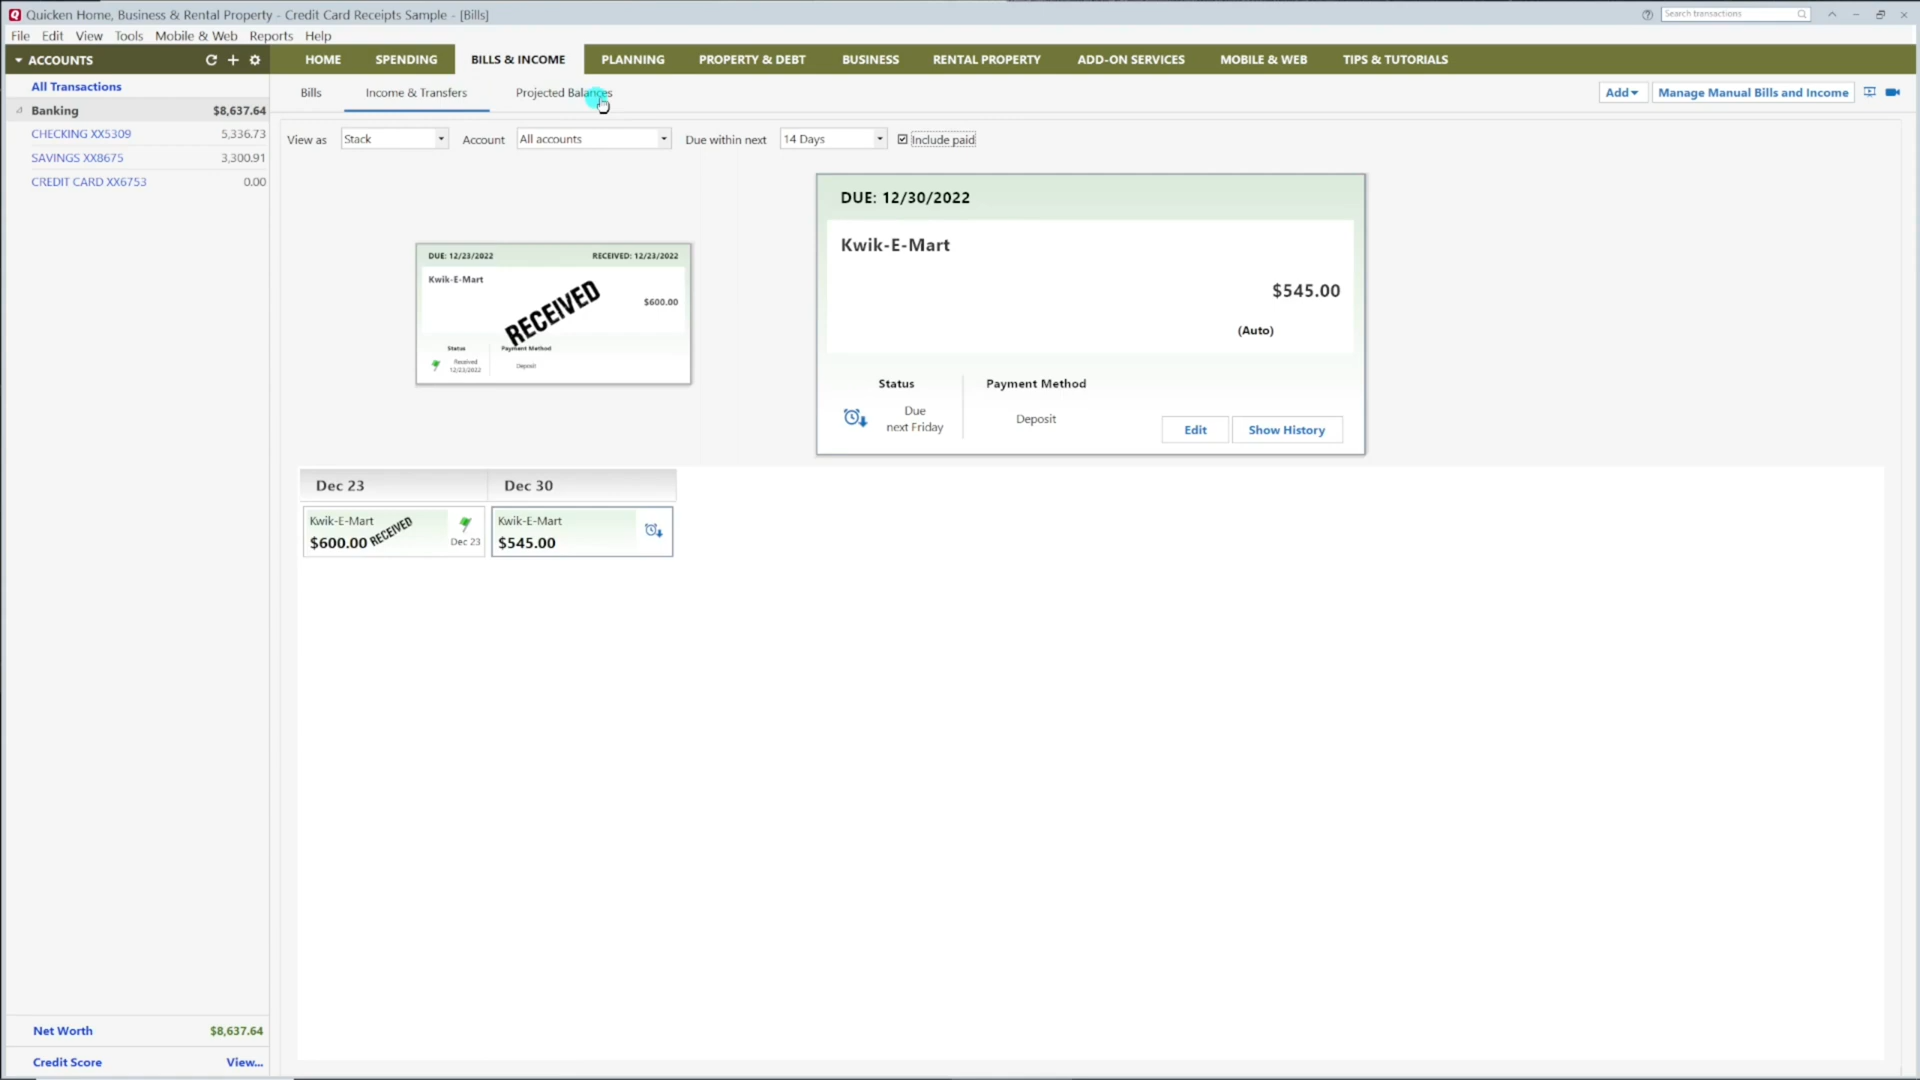 Quicken Home, Business & Rental Property - Credit Card Receipts Sample - [Bills]
Search transactions
File Edit View Tools Mobile & Web Reports Help
ACCOUNTS
HOME SPENDING BILLS & INCOME PLANNING PROPERTY & DEBT BUSINESS RENTAL PROPERTY ADD-ON SERVICES MOBILE & WEB TIPS & TUTORIALS
All Transactions
Bills Income & Transfers Projected Balances
Add Manage Manual Bills and Income
Banking $8,637.64
CHECKING XX5309 5,336.73
SAVINGS XX8675 3,300.91
CREDIT CARD XX6753 0.00
View as Stack Account All accounts Due within next 14 Days Include paid
DUE: 12/23/2022 RECEIVED: 12/23/2022
Kwik-E-Mart
$600.00
RECEIVED
Status Payment Method
Received
12/23/2022
Deposit
DUE: 12/30/2022
Kwik-E-Mart
$545.00
(Auto)
Status Payment Method
Due
next Friday
Deposit
Edit Show History
Dec 23 Dec 30
Kwik-E-Mart
$600.00 RECEIVED
Dec 23
Kwik-E-Mart
$545.00
Net Worth $8,637.64
Credit Score View...